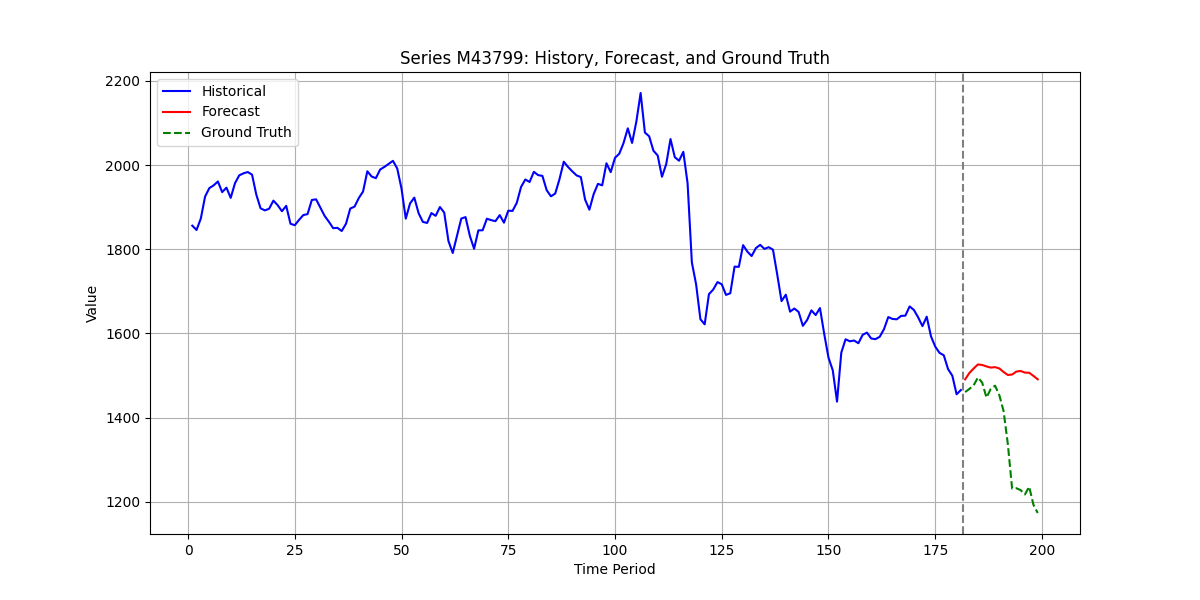 Series M43799: History, Forecast, and Ground Truth
Historical
Forecast
Ground Truth
2200
2000
1800
1600
1400
1200
Value
0 25 50 75 100 125 150 175 200
Time Period